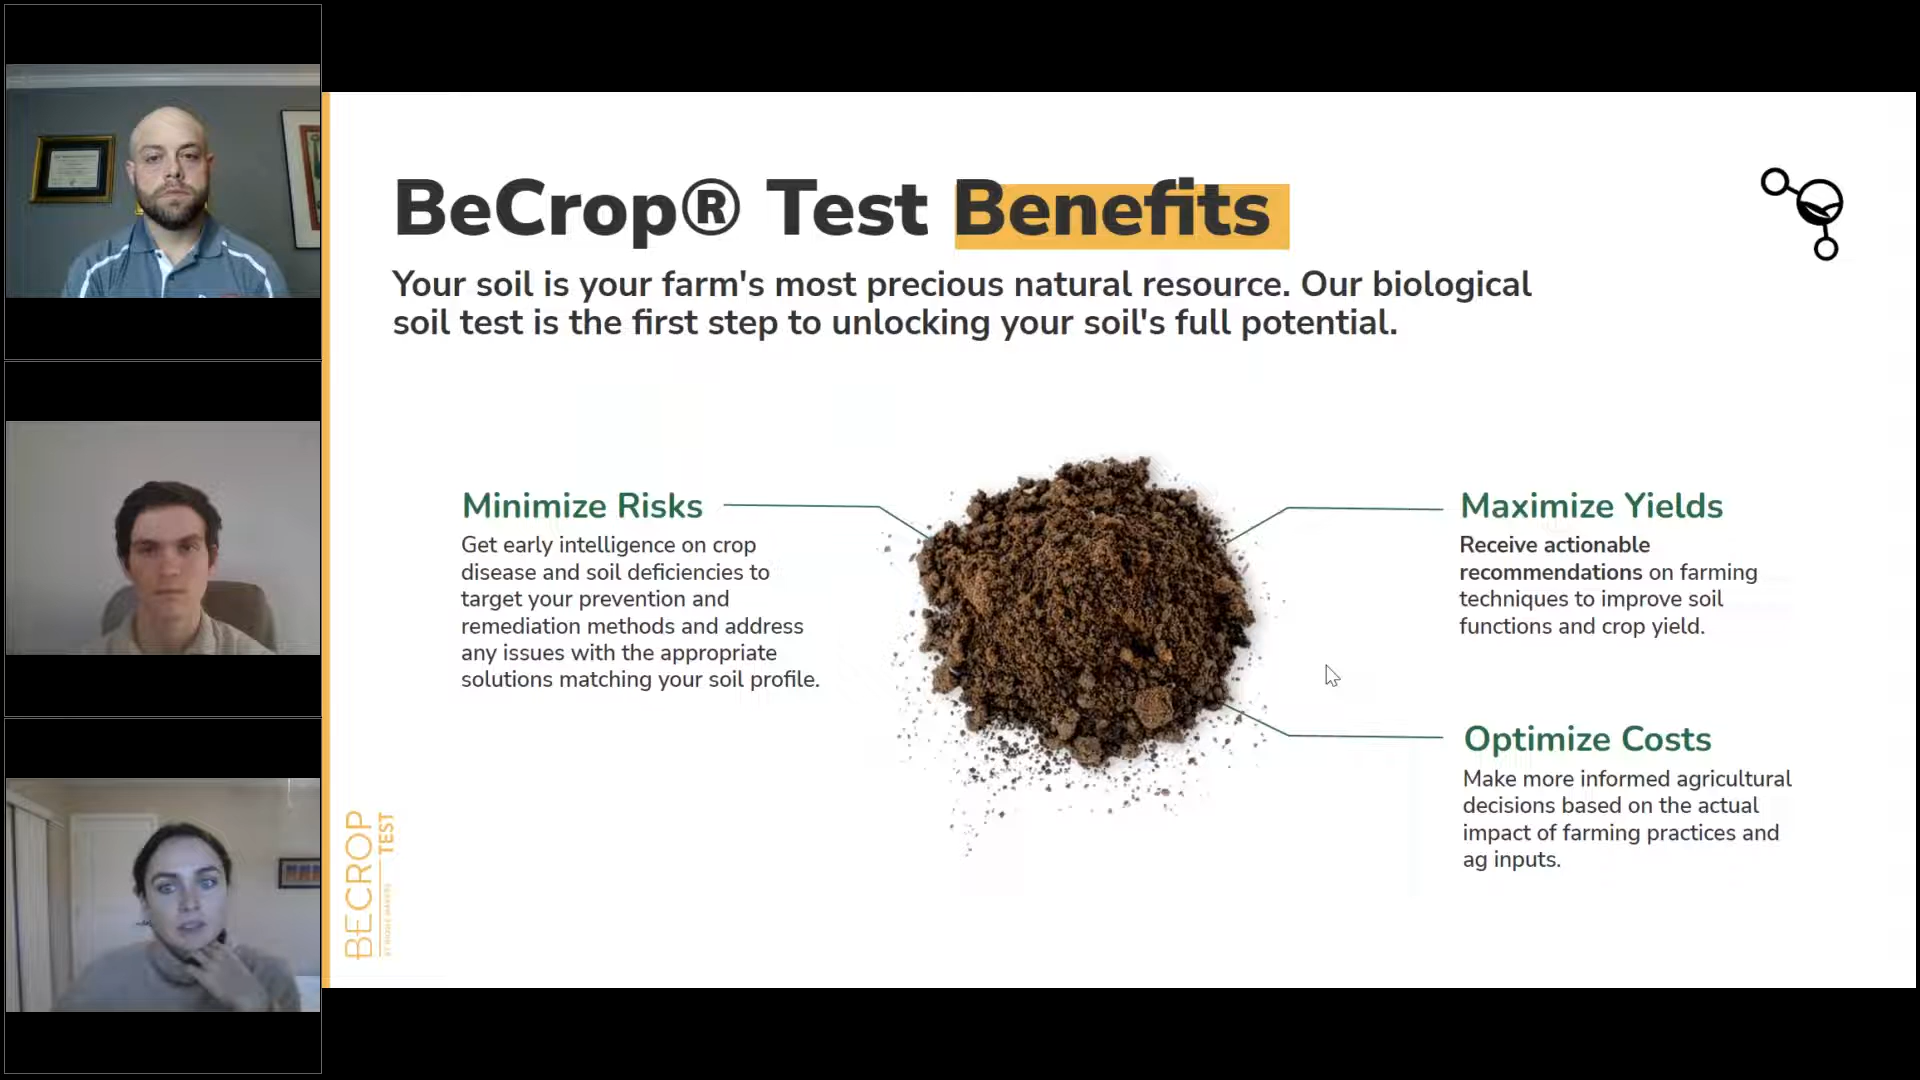 BeCrop® Test Benefits
Your soil is your farm's most precious natural resource. Our biological
soil test is the first step to unlocking your soil's full potential.
Minimize Risks
Get early intelligence on crop
disease and soil deficiencies to
target your prevention and
remediation methods and address
any issues with the appropriate
solutions matching your soil profile.
Maximize Yields
Receive actionable
recommendations on farming
techniques to improve soil
functions and crop yield.
Optimize Costs
Make more informed agricultural
decisions based on the actual
impact of farming practices and
ag inputs.
BECROP
TEST